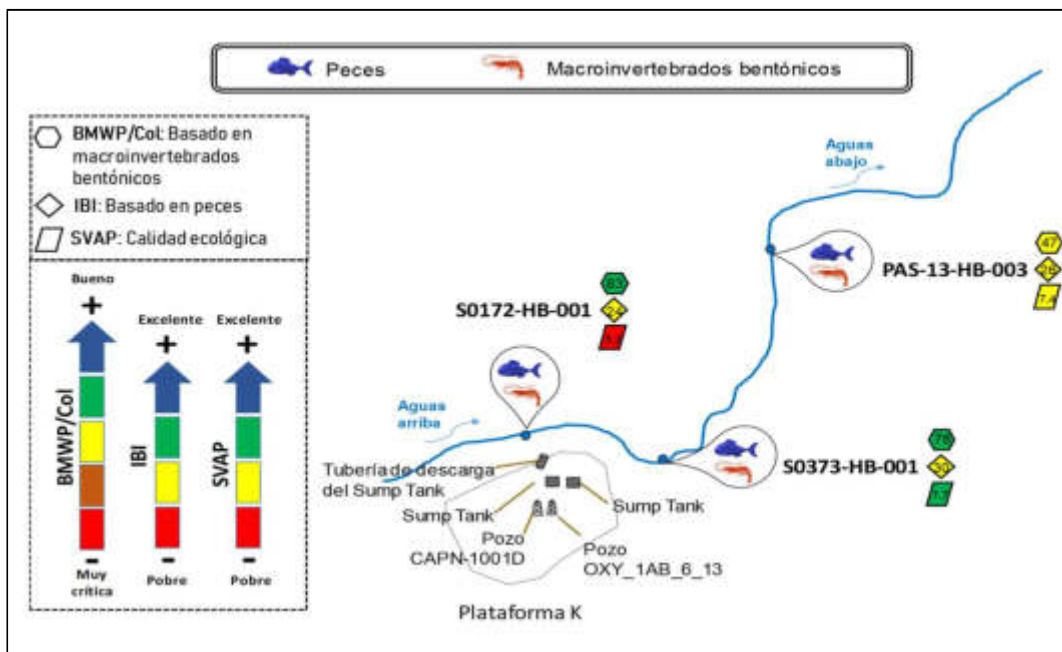 Peces
Macroinvertebrados bentónicos
BMWP/Col: Basado en
macroinvertebrados
bentónicos
IBI: Basado en peces
SVAP: Calidad ecológica
Bueno
+
Excelente
+
Excelente
+
BMWP/Col
IBI
SVAP
-
Muy
crítica
-
Pobre
-
Pobre
Aguas
abajo
47
PAS-13-HB-003
S0172-HB-001
24
Aguas
arriba
78
S0373-HB-001
30
Tubería de descarga
del Sump Tank
Sump Tank
Sump Tank
Pozo
CAPN-1001D
Pozo
OXY_1AB_6_13
Plataforma K